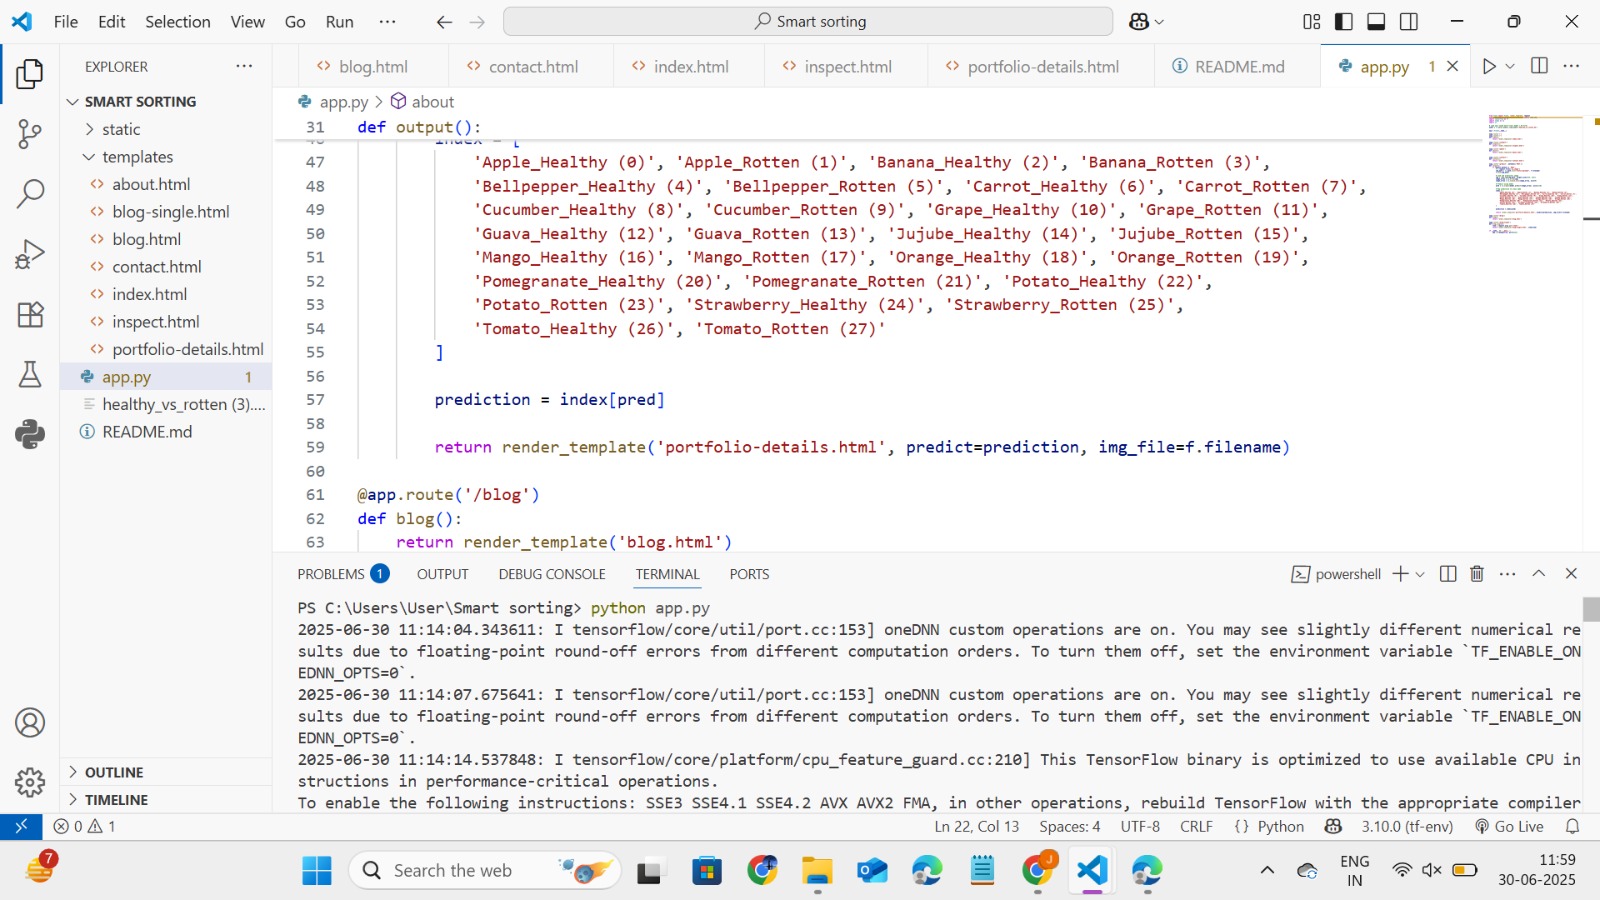 File Edit Selection View Go Run ··· Smart sorting
EXPLORER ···
SMART SORTING
static
templates
about.html
blog-single.html
blog.html
contact.html
index.html
inspect.html
portfolio-details.html
app.py 1
healthy_vs_rotten (3)....
README.md
OUTLINE
TIMELINE
blog.html contact.html index.html inspect.html portfolio-details.html README.md app.py 1
app.py > about
31 def output():
index = [
47 'Apple_Healthy (0)', 'Apple_Rotten (1)', 'Banana_Healthy (2)', 'Banana_Rotten (3)',
48 'Bellpepper_Healthy (4)', 'Bellpepper_Rotten (5)', 'Carrot_Healthy (6)', 'Carrot_Rotten (7)',
49 'Cucumber_Healthy (8)', 'Cucumber_Rotten (9)', 'Grape_Healthy (10)', 'Grape_Rotten (11)',
50 'Guava_Healthy (12)', 'Guava_Rotten (13)', 'Jujube_Healthy (14)', 'Jujube_Rotten (15)',
51 'Mango_Healthy (16)', 'Mango_Rotten (17)', 'Orange_Healthy (18)', 'Orange_Rotten (19)',
52 'Pomegranate_Healthy (20)', 'Pomegranate_Rotten (21)', 'Potato_Healthy (22)',
53 'Potato_Rotten (23)', 'Strawberry_Healthy (24)', 'Strawberry_Rotten (25)',
54 'Tomato_Healthy (26)', 'Tomato_Rotten (27)'
55 ]
56
57 prediction = index[pred]
58
59 return render_template('portfolio-details.html', predict=prediction, img_file=f.filename)
60
61 @app.route('/blog')
62 def blog():
63 return render_template('blog.html')
PROBLEMS 1 OUTPUT DEBUG CONSOLE TERMINAL PORTS powershell
PS C:\Users\User\Smart sorting> python app.py
2025-06-30 11:14:04.343611: I tensorflow/core/util/port.cc:153] oneDNN custom operations are on. You may see slightly different numerical re
sults due to floating-point round-off errors from different computation orders. To turn them off, set the environment variable `TF_ENABLE_ON
EDNN_OPTS=0`.
2025-06-30 11:14:07.675641: I tensorflow/core/util/port.cc:153] oneDNN custom operations are on. You may see slightly different numerical re
sults due to floating-point round-off errors from different computation orders. To turn them off, set the environment variable `TF_ENABLE_ON
EDNN_OPTS=0`.
2025-06-30 11:14:14.537848: I tensorflow/core/platform/cpu_feature_guard.cc:210] This TensorFlow binary is optimized to use available CPU in
structions in performance-critical operations.
To enable the following instructions: SSE3 SSE4.1 SSE4.2 AVX AVX2 FMA, in other operations, rebuild TensorFlow with the appropriate compiler
0 1 Ln 22, Col 13 Spaces: 4 UTF-8 CRLF {} Python 3.10.0 (tf-env) Go Live
7 Search the web J ENG 11:59
IN 30-06-2025